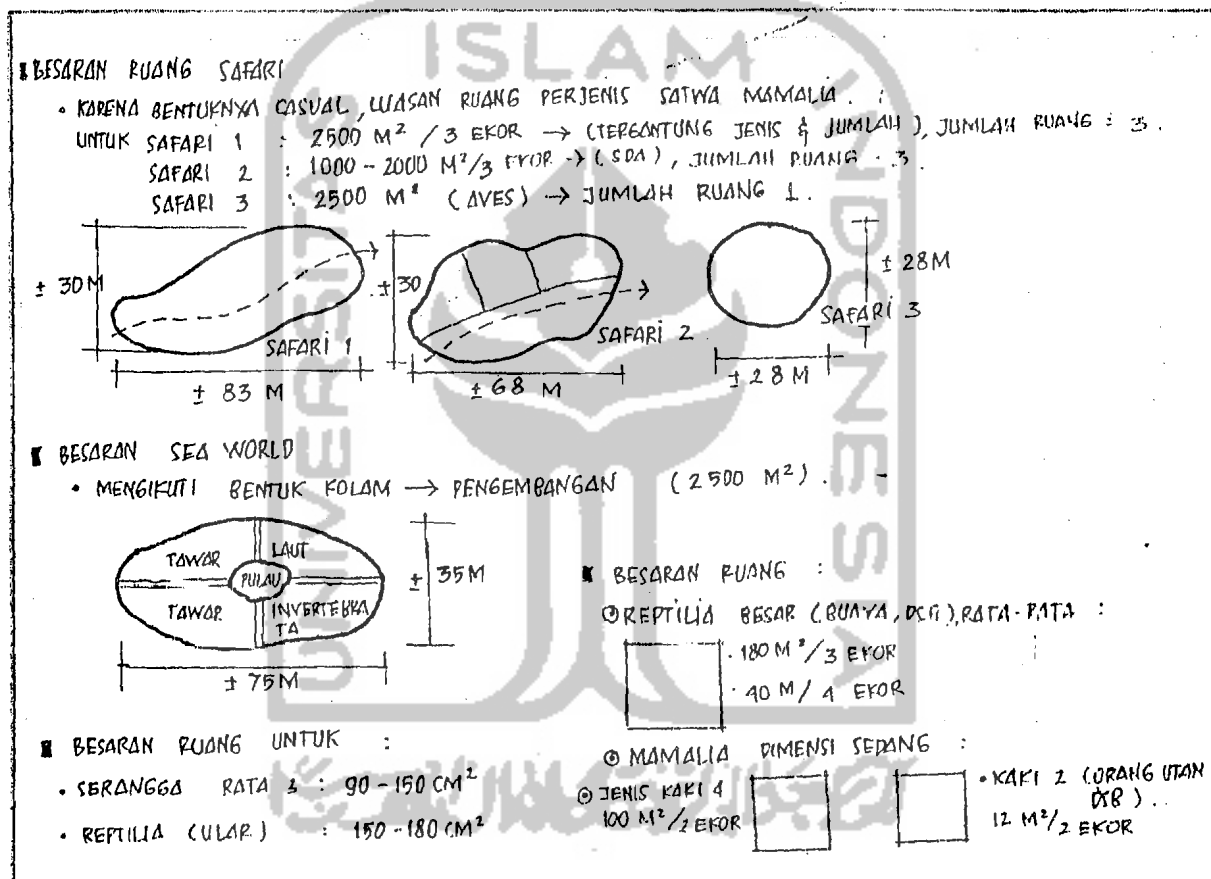 BESARAN RUANG SAFARI
• KARENA BENTUKNYA CASUAL, LUASAN RUANG PERJENIS SATWA MAMALIA. :
UNTUK SAFARI 1 : 2500 M² / 3 EKOR → (TERGANTUNG JENIS & JUMLAH), JUMLAH RUANG : 3.
SAFARI 2 : 1000 - 2000 M²/3 EKOR → (SDA), JUMLAH RUANG : 3.
SAFARI 3 : 2500 M² (AVES) → JUMLAH RUANG 1.
± 30 M
SAFARI 1
± 83 M
± 30
SAFARI 2
± 68 M
± 28 M
SAFARI 3
± 28 M
BESARAN SEA WORLD
• MENGIKUTI BENTUK KOLAM → PENGEMBANGAN (2500 M²).
TAWAR LAUT
PULAU
TAWAR INVERTEBRA
TA
± 35 M
± 75 M
BESARAN RUANG :
REPTILIA BESAR (BUAYA, ), RATA-RATA :
• 180 M²/3 EKOR
• 40 M/ 4 EKOR
BESARAN RUANG UNTUK :
• SERANGGA RATA 2 : 90 - 150 CM²
• REPTILIA (ULAR) : 150 - 180 CM²
MAMALIA DIMENSI SEDANG :
JENIS KAKI 4
100 M²/2 EKOR
• KAKI 2 (ORANG UTAN
DSB)..
12 M²/2 EKOR
UNIVERSITAS
ISLAM
INDONESIA